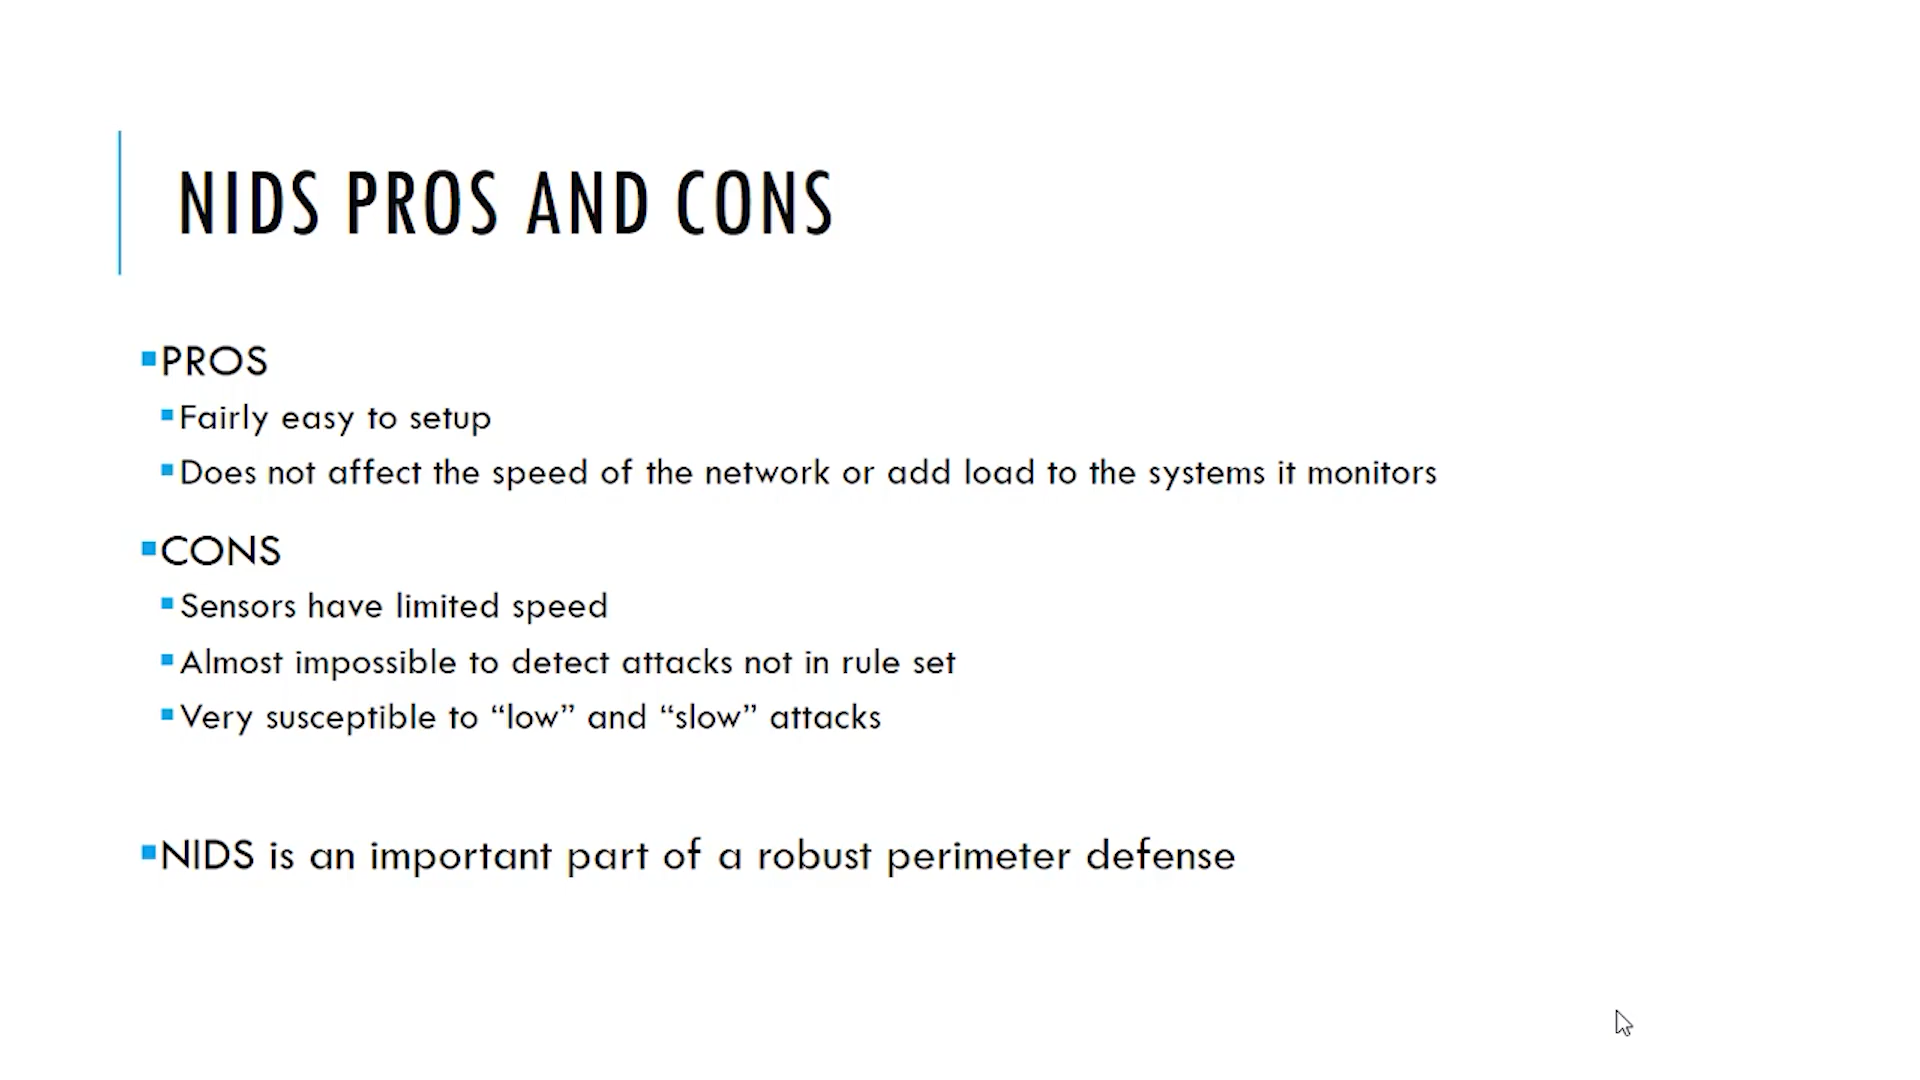 NIDS PROS AND CONS
PROS
Fairly easy to setup
Does not affect the speed of the network or add load to the systems it monitors
CONS
Sensors have limited speed
Almost impossible to detect attacks not in rule set
Very susceptible to “low” and “slow” attacks
NIDS is an important part of a robust perimeter defense